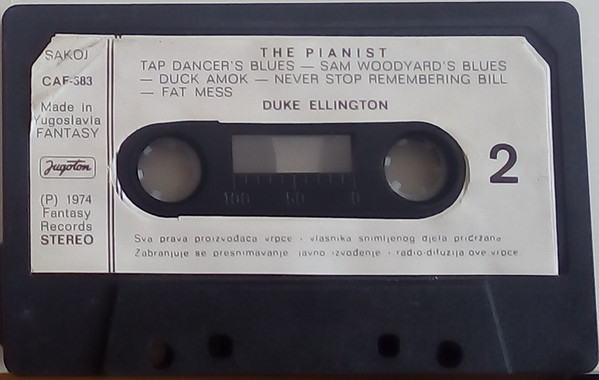 SAKOJ
CAF-383
Made in
Yugoslavia
FANTASY
Jugoton
(P) 1974
Fantasy
Records
STEREO
THE PIANIST
TAP DANCER'S BLUES — SAM WOODYARD'S BLUES
— DUCK AMOK — NEVER STOP REMEMBERING BILL
— FAT MESS
DUKE ELLINGTON
100 50 0
2
Sva prava proizvođača vrpce · vlasnika snimljenog djela pridržana
Zabranjuje se presnimavanje javno izvođenje · radio-difuzija ove vrpce